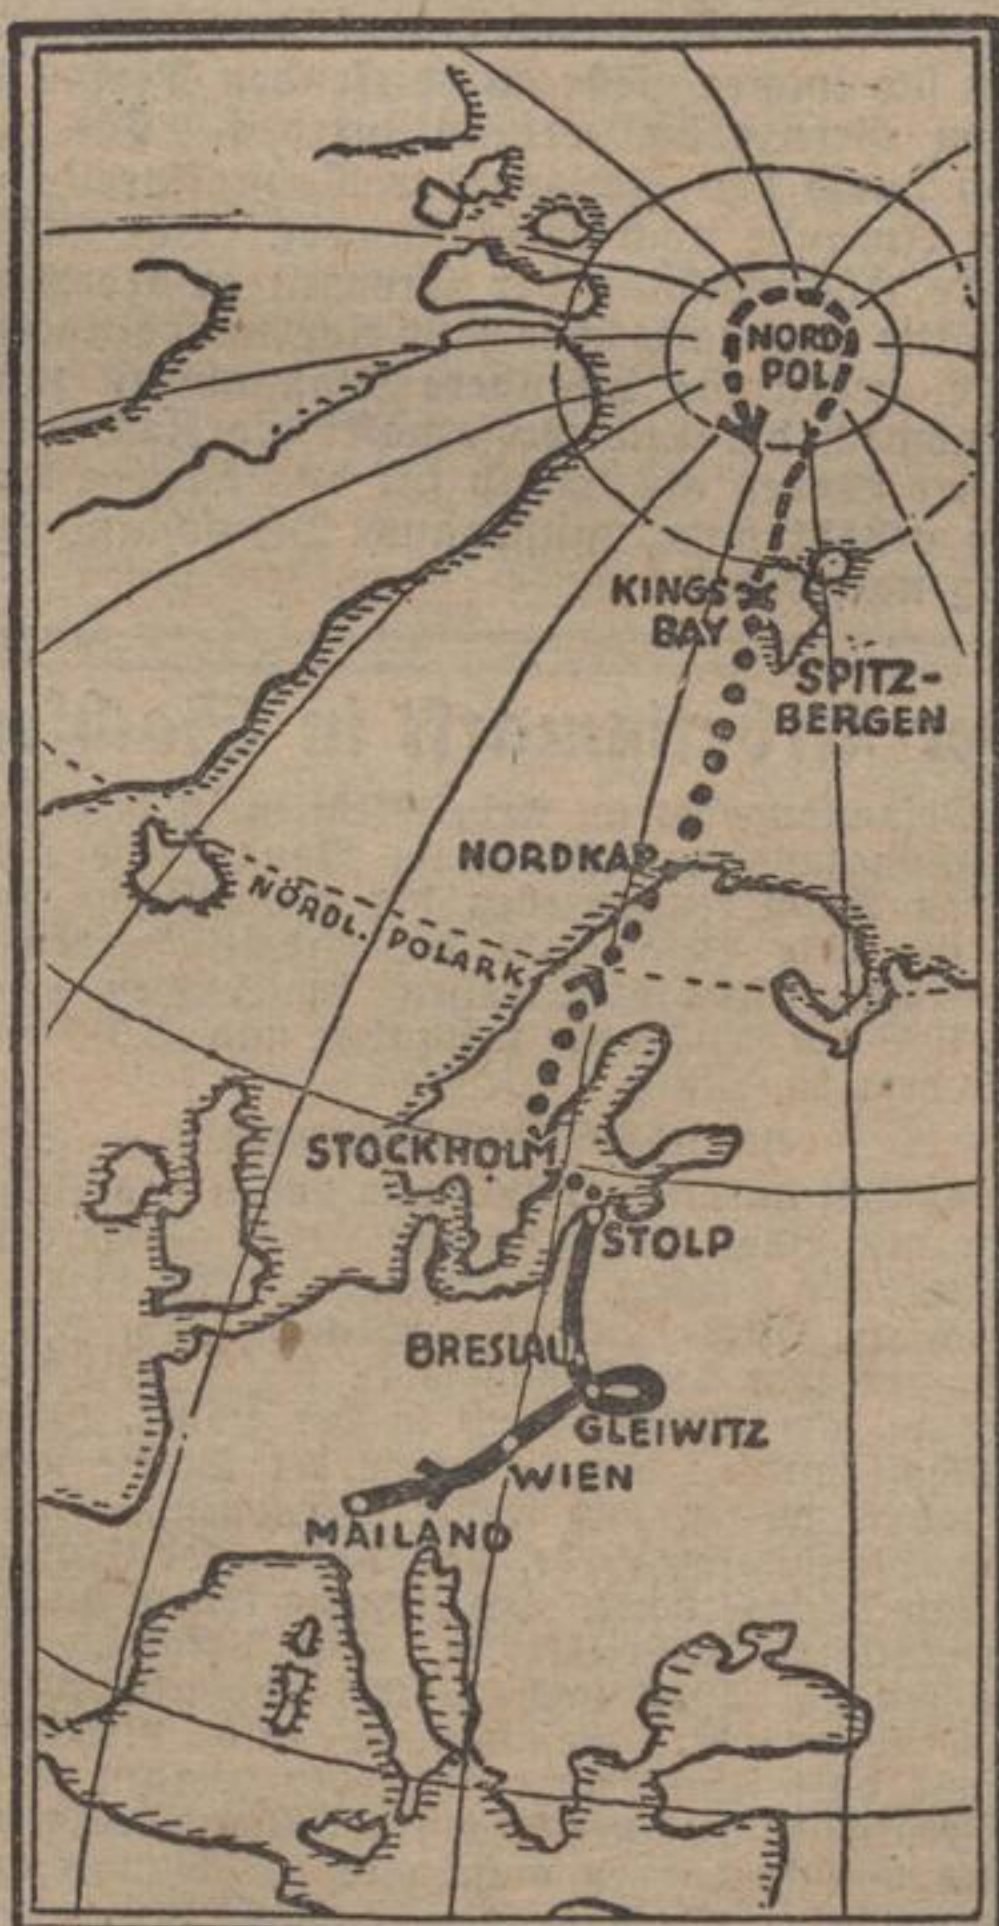 NORD
POL
KINGS
BAY
SPITZ-
BERGEN
NORDKAP
NÖRDL. POLARK
STOCKHOLM
STOLP
BRESLAU
GLEIWITZ
WIEN
MAILAND